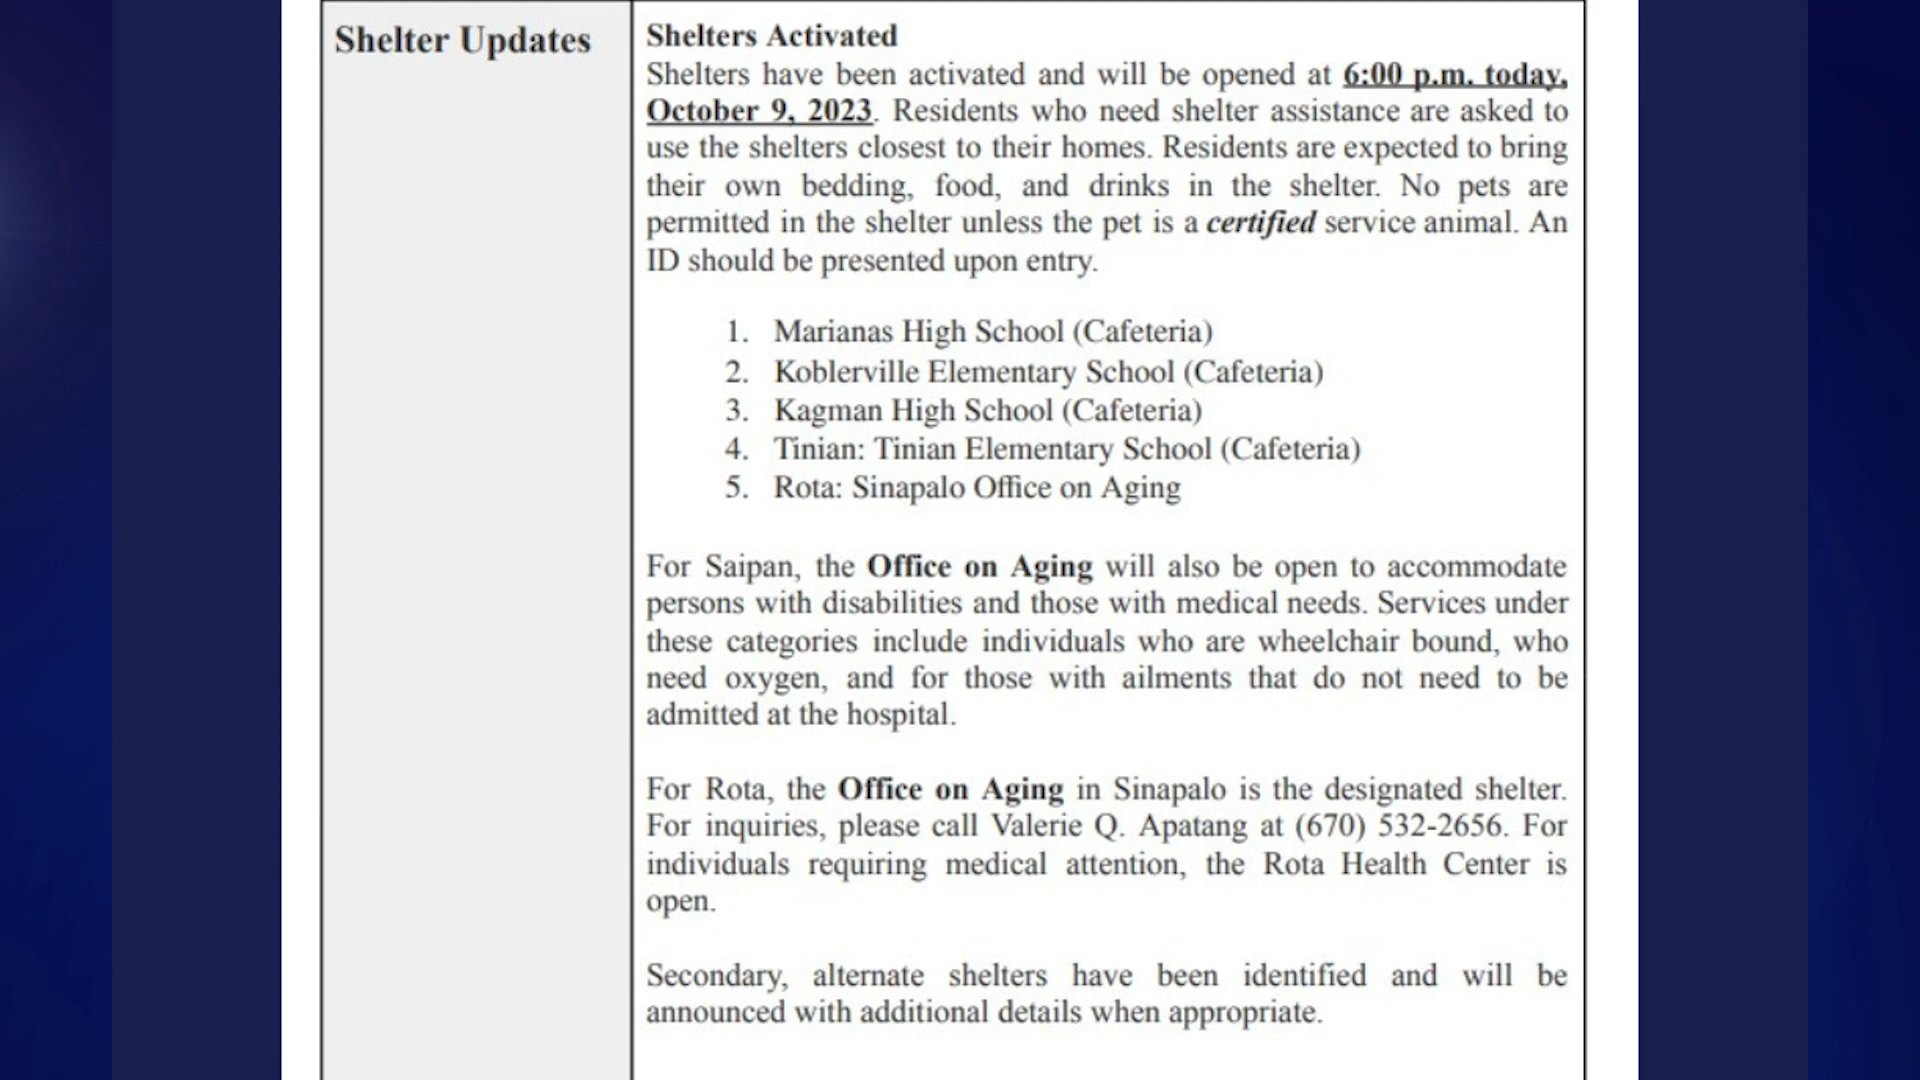 Shelter Updates
Shelters Activated
Shelters have been activated and will be opened at 6:00 p.m. today,
October 9, 2023. Residents who need shelter assistance are asked to
use the shelters closest to their homes. Residents are expected to bring
their own bedding, food, and drinks in the shelter. No pets are
permitted in the shelter unless the pet is a certified service animal. An
ID should be presented upon entry.
1. Marianas High School (Cafeteria)
2. Koblerville Elementary School (Cafeteria)
3. Kagman High School (Cafeteria)
4. Tinian: Tinian Elementary School (Cafeteria)
5. Rota: Sinapalo Office on Aging
For Saipan, the Office on Aging will also be open to accommodate
persons with disabilities and those with medical needs. Services under
these categories include individuals who are wheelchair bound, who
need oxygen, and for those with ailments that do not need to be
admitted at the hospital.
For Rota, the Office on Aging in Sinapalo is the designated shelter.
For inquiries, please call Valerie Q. Apatang at (670) 532-2656. For
individuals requiring medical attention, the Rota Health Center is
open.
Secondary, alternate shelters have been identified and will be
announced with additional details when appropriate.